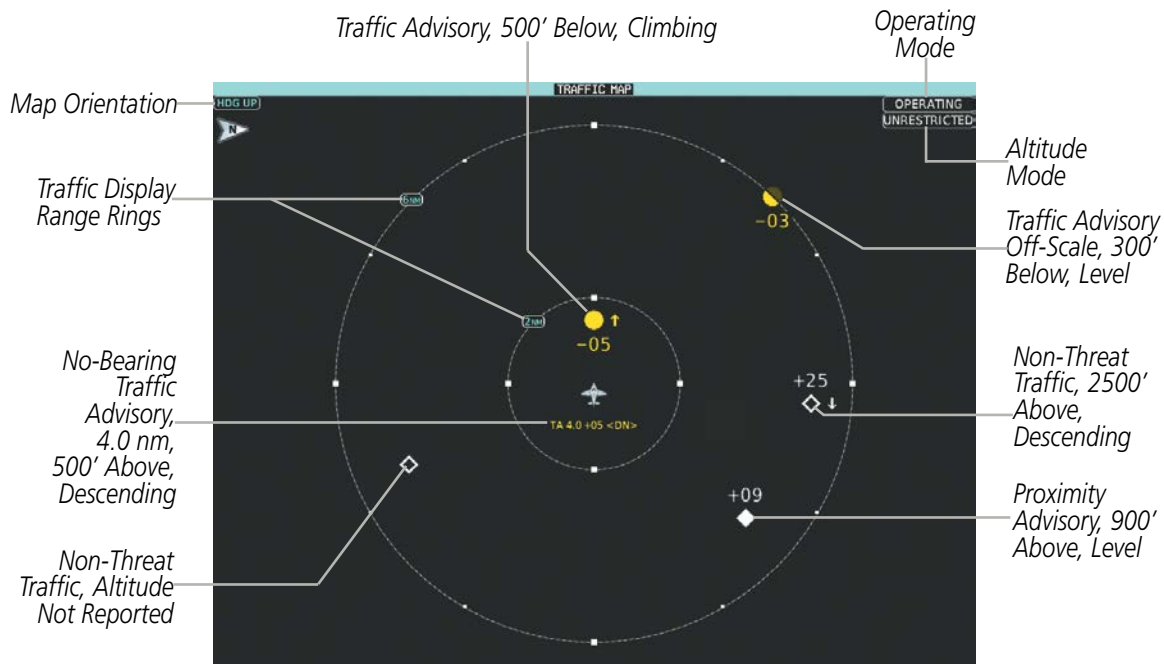 Traffic Advisory, 500' Below, Climbing
Operating
Mode
Map Orientation
TRAFFIC MAP
HDG UP
N
OPERATING
UNRESTRICTED
Altitude
Mode
Traffic Display
Range Rings
6NM
-03
Traffic Advisory
Off-Scale, 300'
Below, Level
2NM
↑
-05
No-Bearing
Traffic
Advisory,
4.0 nm,
500' Above,
Descending
TA 4.0 +05 <DN>
+25
↓
Non-Threat
Traffic, 2500'
Above,
Descending
+09
Proximity
Advisory, 900'
Above, Level
Non-Threat
Traffic, Altitude
Not Reported